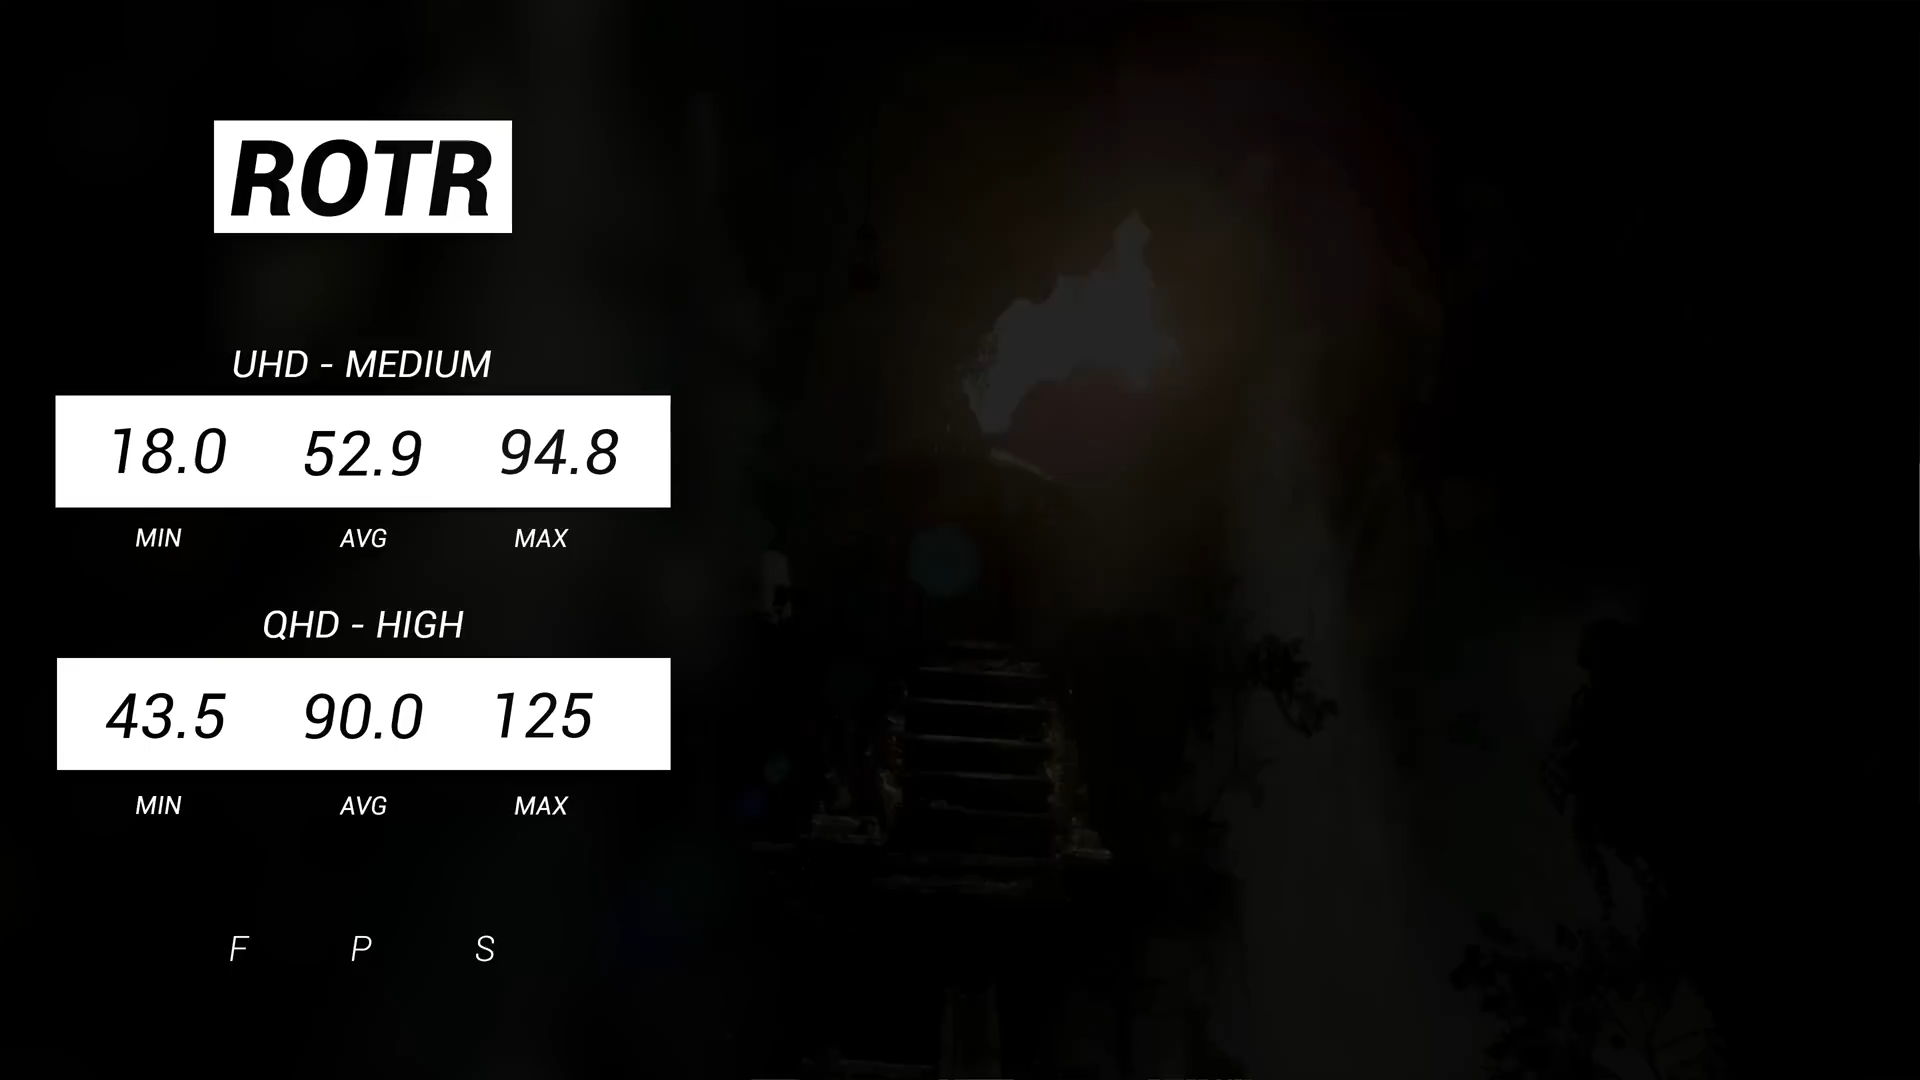 ROTR
UHD - MEDIUM
18.0 52.9 94.8
MIN AVG MAX
QHD - HIGH
43.5 90.0 125
MIN AVG MAX
F P S